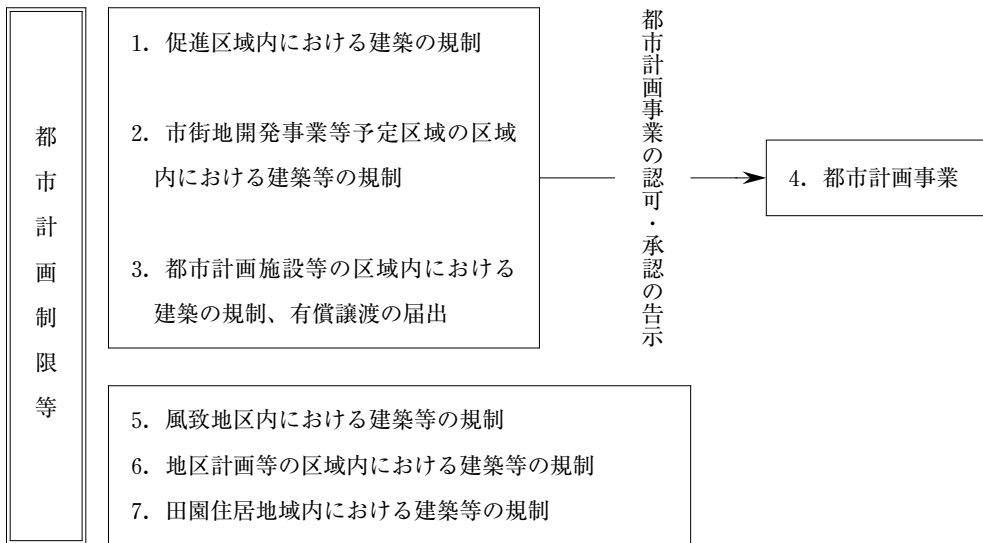 都市計画制限等
1. 促進区域内における建築の規制
2. 市街地開発事業等予定区域の区域
内における建築等の規制
3. 都市計画施設等の区域内における
建築の規制、有償譲渡の届出
都市計画事業の認可・承認の告示
4. 都市計画事業
5. 風致地区内における建築等の規制
6. 地区計画等の区域内における建築等の規制
7. 田園住居地域内における建築等の規制